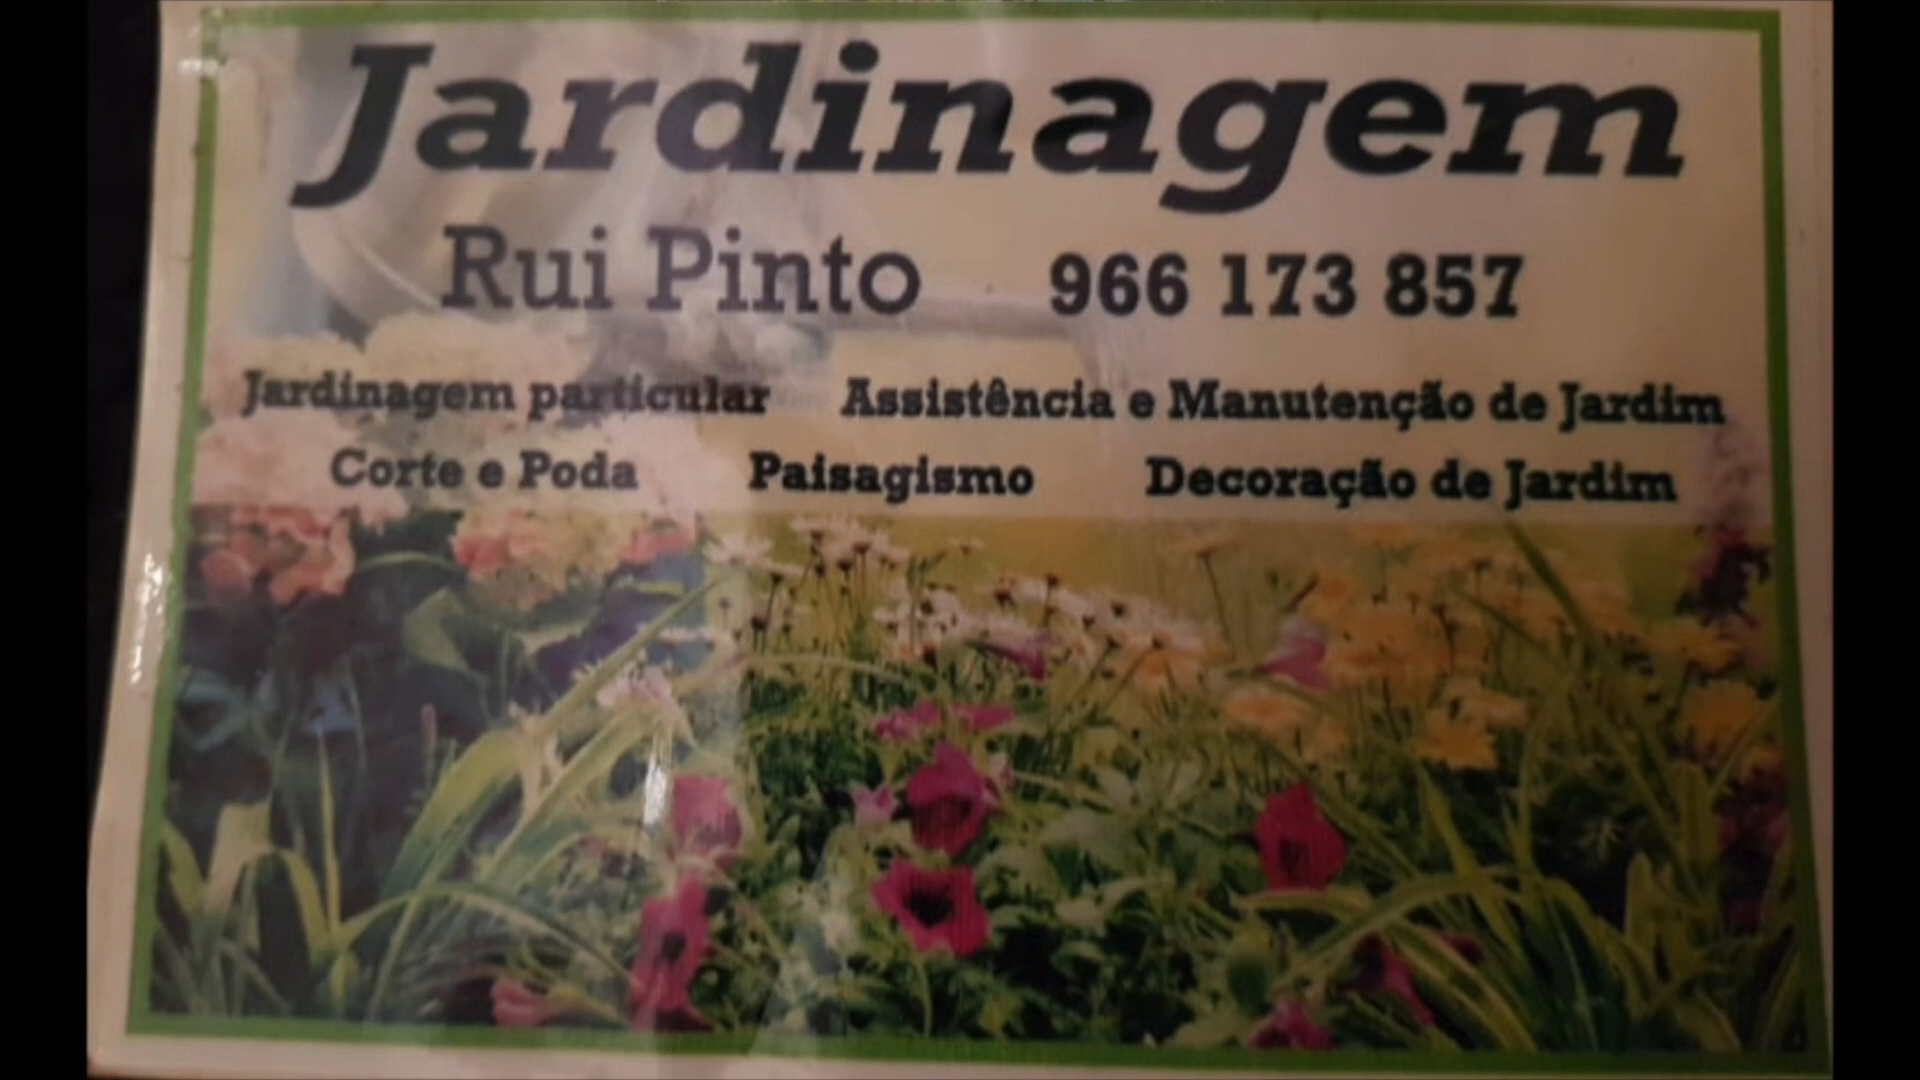 Jardinagem
Rui Pinto 966 173 857
Jardinagem particular Assistência e Manutenção de Jardim
Corte e Poda Paisagismo Decoração de Jardim